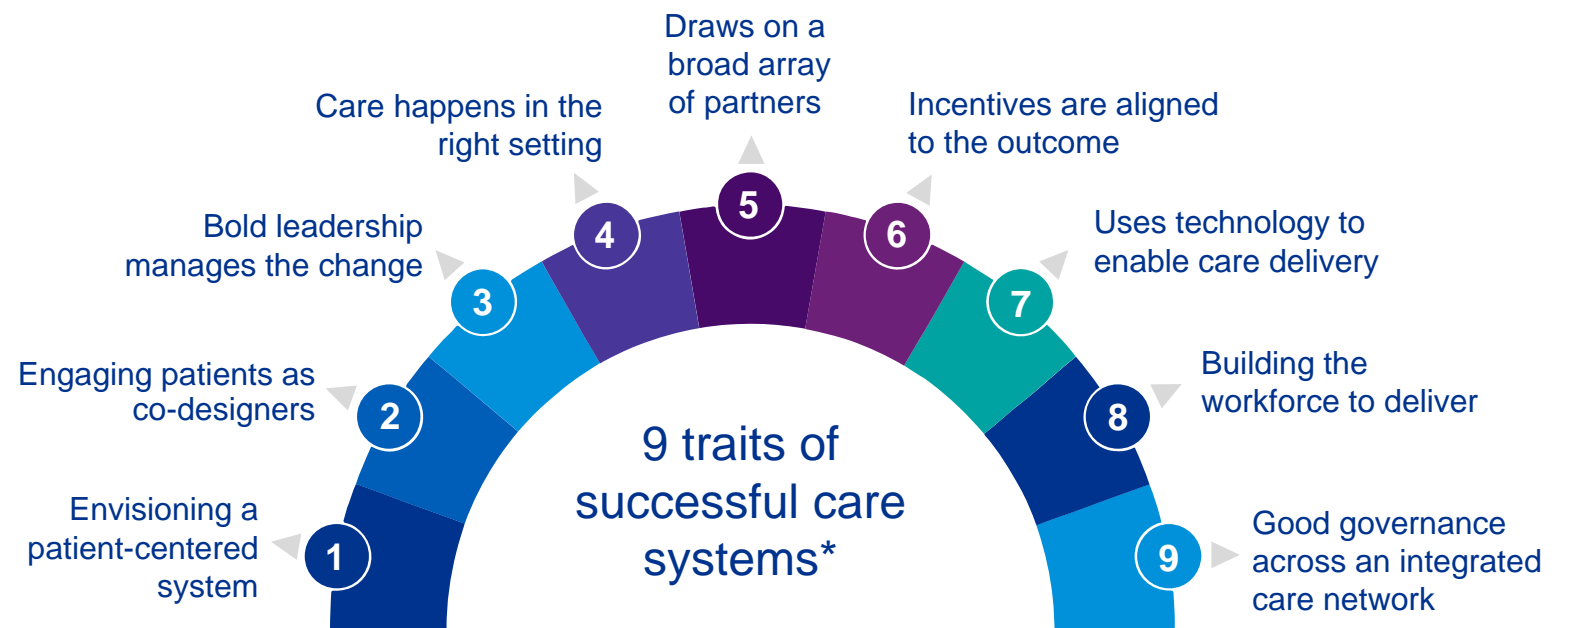 9 traits of
successful care
systems*
1
Envisioning a
patient-centered
system
2
Engaging patients as
co-designers
3
Bold leadership
manages the change
4
Care happens in the
right setting
5
Draws on a
broad array
of partners
6
Incentives are aligned
to the outcome
7
Uses technology to
enable care delivery
8
Building the
workforce to deliver
9
Good governance
across an integrated
care network